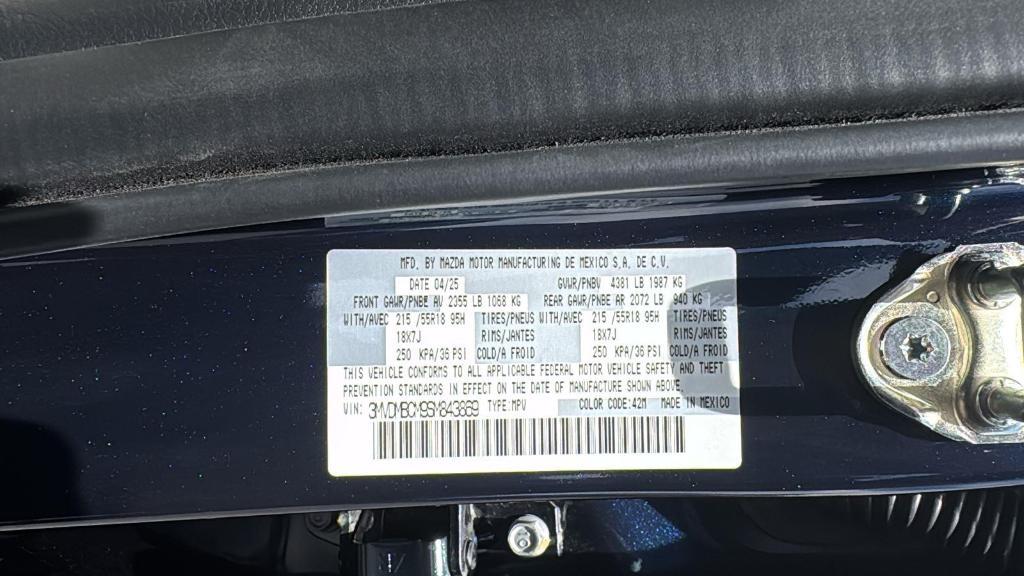 MFD. BY MAZDA MOTOR MANUFACTURING DE MEXICO S.A. DE C.V.
DATE 04/25 GVWR/PNBV 4381 LB 1987 KG
FRONT GAWR/PNBE AV 2355 LB 1068 KG REAR GAWR/PNBE AR 2072 LB 940 KG
WITH/AVEC 215 /55R18 95H TIRES/PNEUS WITH/AVEC 215 /55R18 95H TIRES/PNEUS
18X7J RIMS/JANTES 18X7J RIMS/JANTES
250 KPA/36 PSI COLD/A FROID 250 KPA/36 PSI COLD/A FROID
THIS VEHICLE CONFORMS TO ALL APPLICABLE FEDERAL MOTOR VEHICLE SAFETY AND THEFT
PREVENTION STANDARDS IN EFFECT ON THE DATE OF MANUFACTURE SHOWN ABOVE.
VIN: TYPE:MPV COLOR CODE:42M MADE IN MEXICO